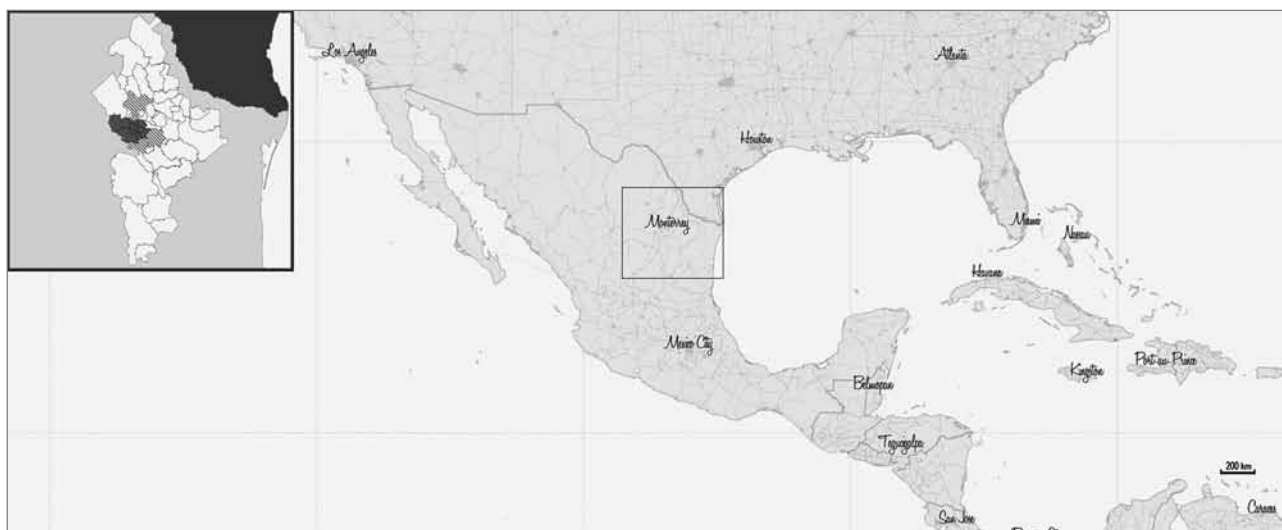 Los Angeles
Atlanta
Houston
Monterrey
Miami
Nassau
Havana
Mexico City
Port-au-Prince
Kingston
Belmopan
Tegucigalpa
200 km
San Jose
Caracas